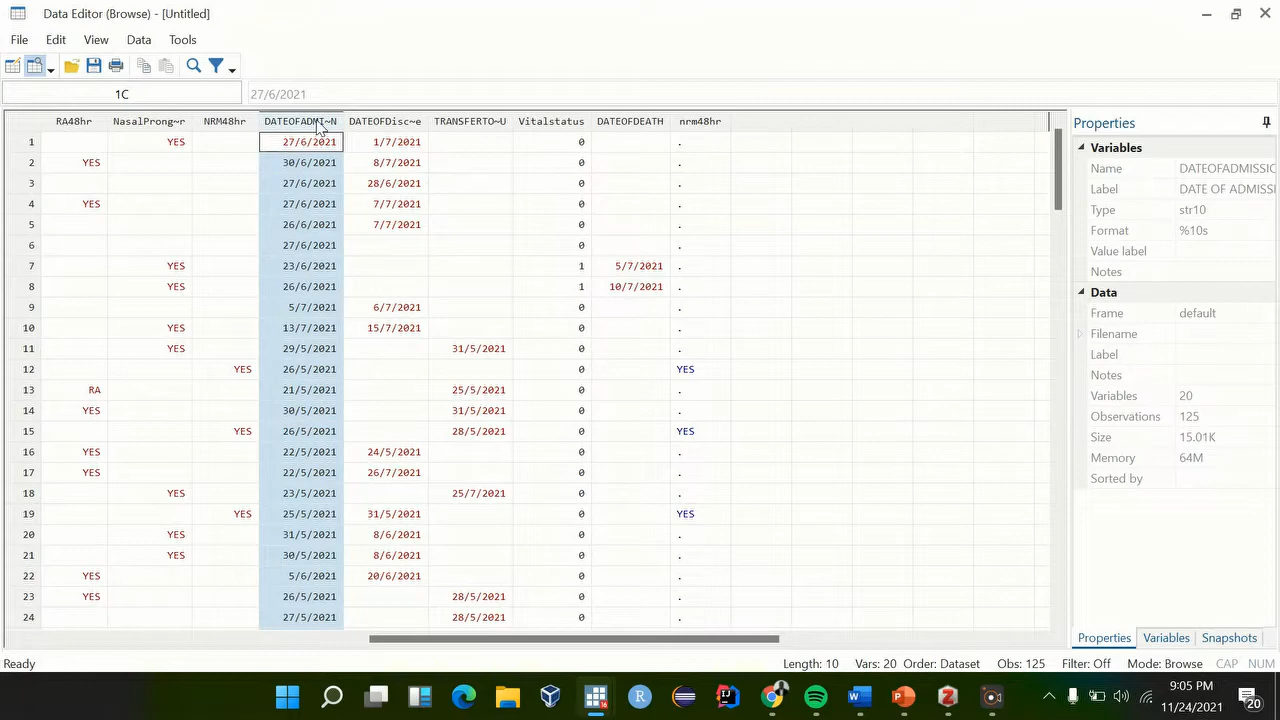 Data Editor (Browse) - [Untitled]
File Edit View Data Tools
1C 27/6/2021
RA48hr NasalProng~r NRM48hr DATEOFADMI~N DATEOFDisc~e TRANSFERTO~U Vitalstatus DATEOFDEATH nrm48hr
1 YES 27/6/2021 1/7/2021 0 .
2 YES 30/6/2021 8/7/2021 0 .
3 27/6/2021 28/6/2021 0 .
4 YES 27/6/2021 7/7/2021 0 .
5 26/6/2021 7/7/2021 0 .
6 27/6/2021 0 .
7 YES 23/6/2021 1 5/7/2021 .
8 YES 26/6/2021 1 10/7/2021 .
9 5/7/2021 6/7/2021 0 .
10 YES 13/7/2021 15/7/2021 0 .
11 YES 29/5/2021 31/5/2021 0 .
12 YES 26/5/2021 0 YES
13 RA 21/5/2021 25/5/2021 0 .
14 YES 30/5/2021 31/5/2021 0 .
15 YES 26/5/2021 28/5/2021 0 YES
16 YES 22/5/2021 24/5/2021 0 .
17 YES 22/5/2021 26/7/2021 0 .
18 YES 23/5/2021 25/7/2021 0 .
19 YES 25/5/2021 31/5/2021 0 YES
20 YES 31/5/2021 8/6/2021 0 .
21 YES 30/5/2021 8/6/2021 0 .
22 YES 5/6/2021 20/6/2021 0 .
23 YES 26/5/2021 28/5/2021 0 .
24 27/5/2021 28/5/2021 0 .
Properties
Variables
Name DATEOFADMISSIC
Label DATE OF ADMISSI
Type str10
Format %10s
Value label
Notes
Data
Frame default
Filename
Label
Notes
Variables 20
Observations 125
Size 15.01K
Memory 64M
Sorted by
Properties Variables Snapshots
Ready Length: 10 Vars: 20 Order: Dataset Obs: 125 Filter: Off Mode: Browse CAP NUM
9:05 PM
11/24/2021
20